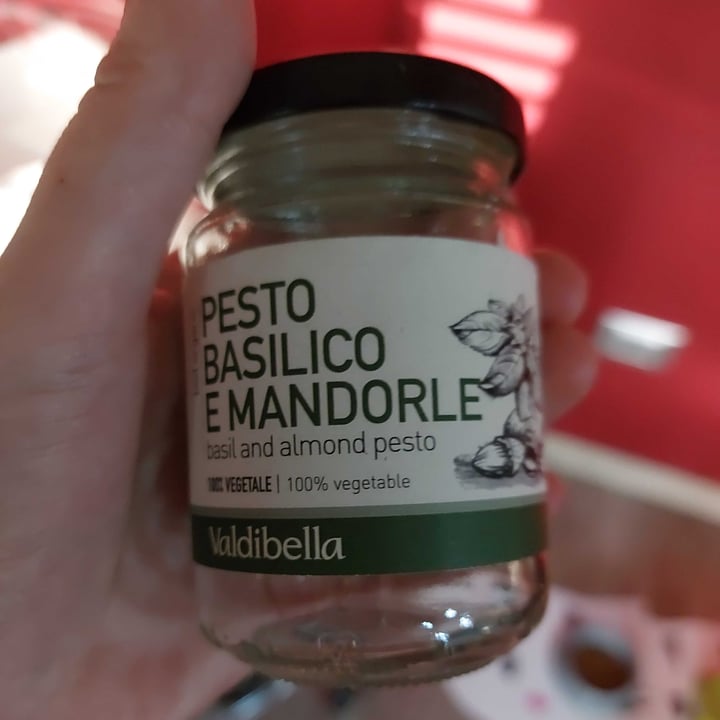 PESTO
BASILICO
E MANDORLE
basil and almond pesto
100% VEGETALE | 100% vegetable
Valdibella